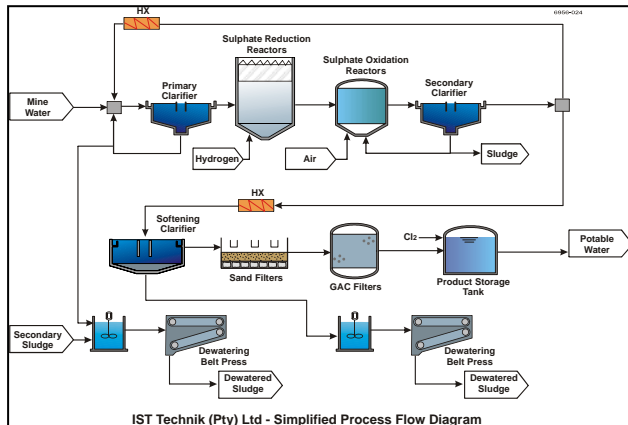 6956-024
HX
Sulphate Reduction
Reactors
Sulphate Oxidation
Reactors
Primary
Clarifier
Secondary
Clarifier
Mine
Water
Hydrogen
Air
Sludge
HX
Softening
Clarifier
Sand Filters
GAC Filters
Cl2
Product Storage
Tank
Potable
Water
Secondary
Sludge
Dewatering
Belt Press
Dewatered
Sludge
Dewatering
Belt Press
Dewatered
Sludge
IST Technik (Pty) Ltd - Simplified Process Flow Diagram